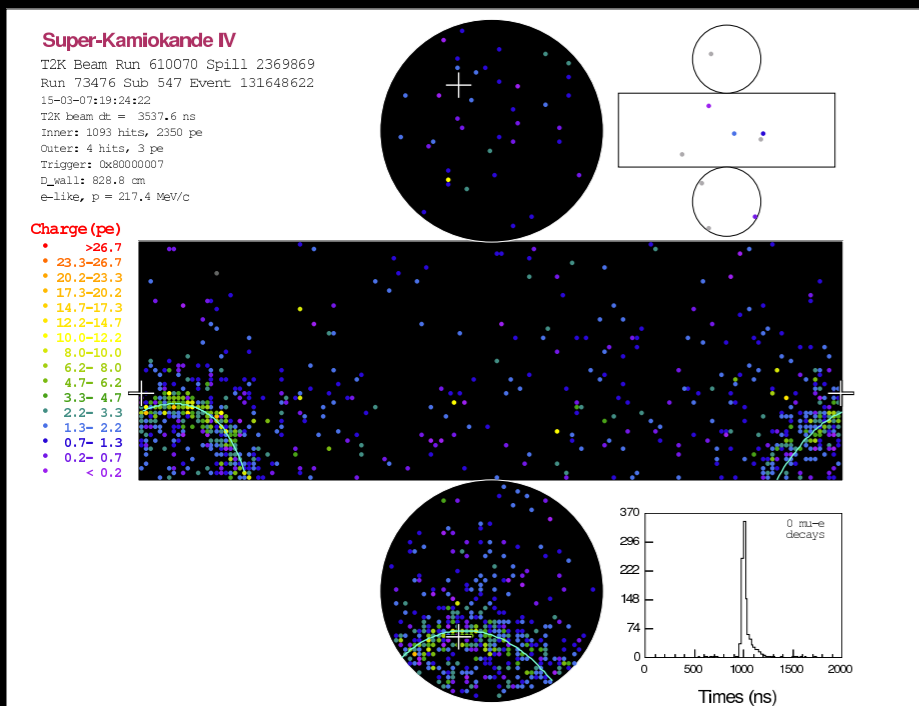 Super-Kamiokande IV
T2K Beam Run 610070 Spill 2369869
Run 73476 Sub 547 Event 131648622
15-03-07:19:24:22
T2K beam dt = 3537.6 ns
Inner: 1093 hits, 2350 pe
Outer: 4 hits, 3 pe
Trigger: 0x80000007
D_wall: 828.8 cm
e-like, p = 217.4 MeV/c
Charge(pe)
>26.7
23.3-26.7
20.2-23.3
17.3-20.2
14.7-17.3
12.2-14.7
10.0-12.2
8.0-10.0
6.2- 8.0
4.7- 6.2
3.3- 4.7
2.2- 3.3
1.3- 2.2
0.7- 1.3
0.2- 0.7
< 0.2
0 mu-e
decays
370
296
222
148
74
0
0 500 1000 1500 2000
Times (ns)